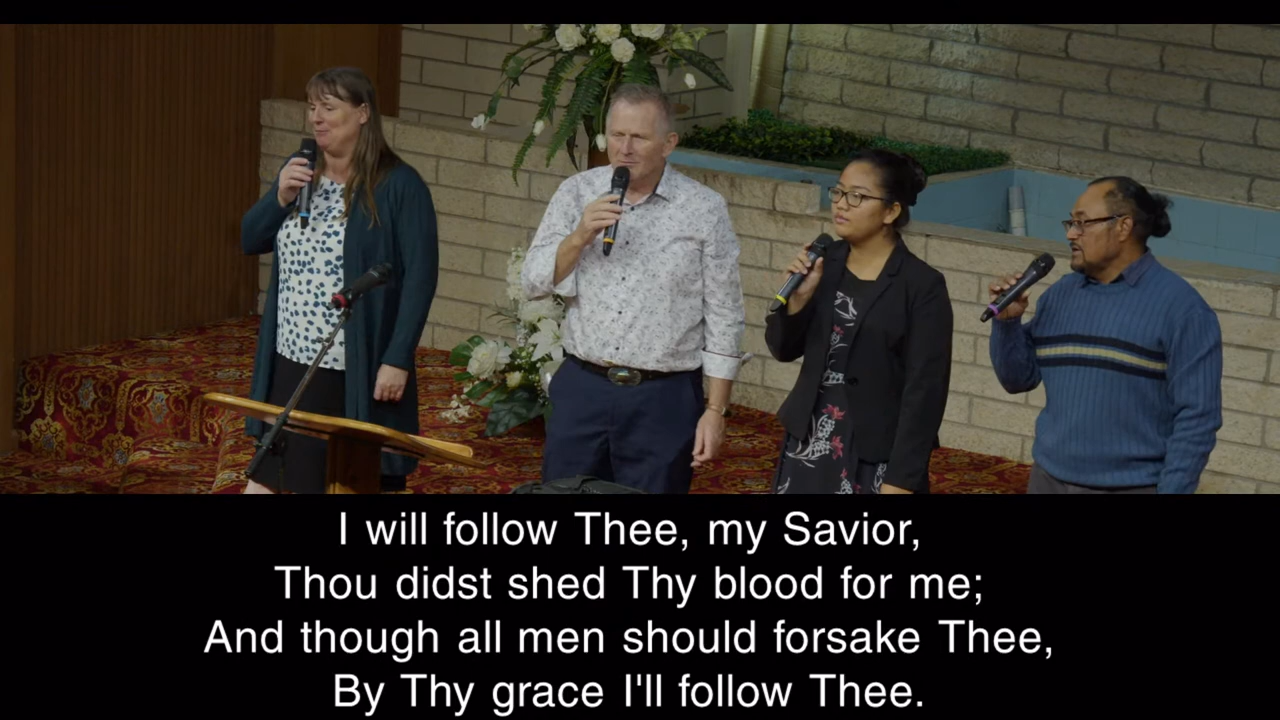 I will follow Thee, my Savior,
Thou didst shed Thy blood for me;
And though all men should forsake Thee,
By Thy grace I'll follow Thee.